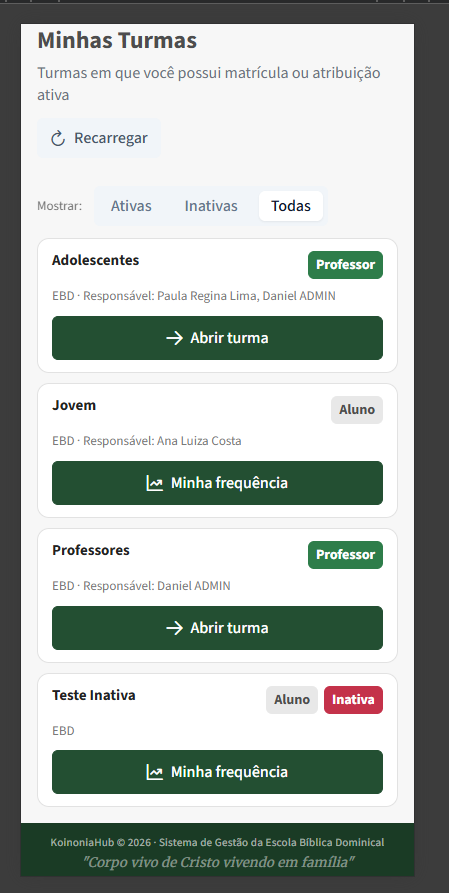 Minhas Turmas
Turmas em que você possui matrícula ou atribuição
ativa
Recarregar
Mostrar: Ativas Inativas Todas
Adolescentes Professor
EBD · Responsável: Paula Regina Lima, Daniel ADMIN
Abrir turma
Jovem Aluno
EBD · Responsável: Ana Luiza Costa
Minha frequência
Professores Professor
EBD · Responsável: Daniel ADMIN
Abrir turma
Teste Inativa Aluno Inativa
EBD
Minha frequência
KoinoniaHub © 2026 · Sistema de Gestão da Escola Bíblica Dominical
"Corpo vivo de Cristo vivendo em família"